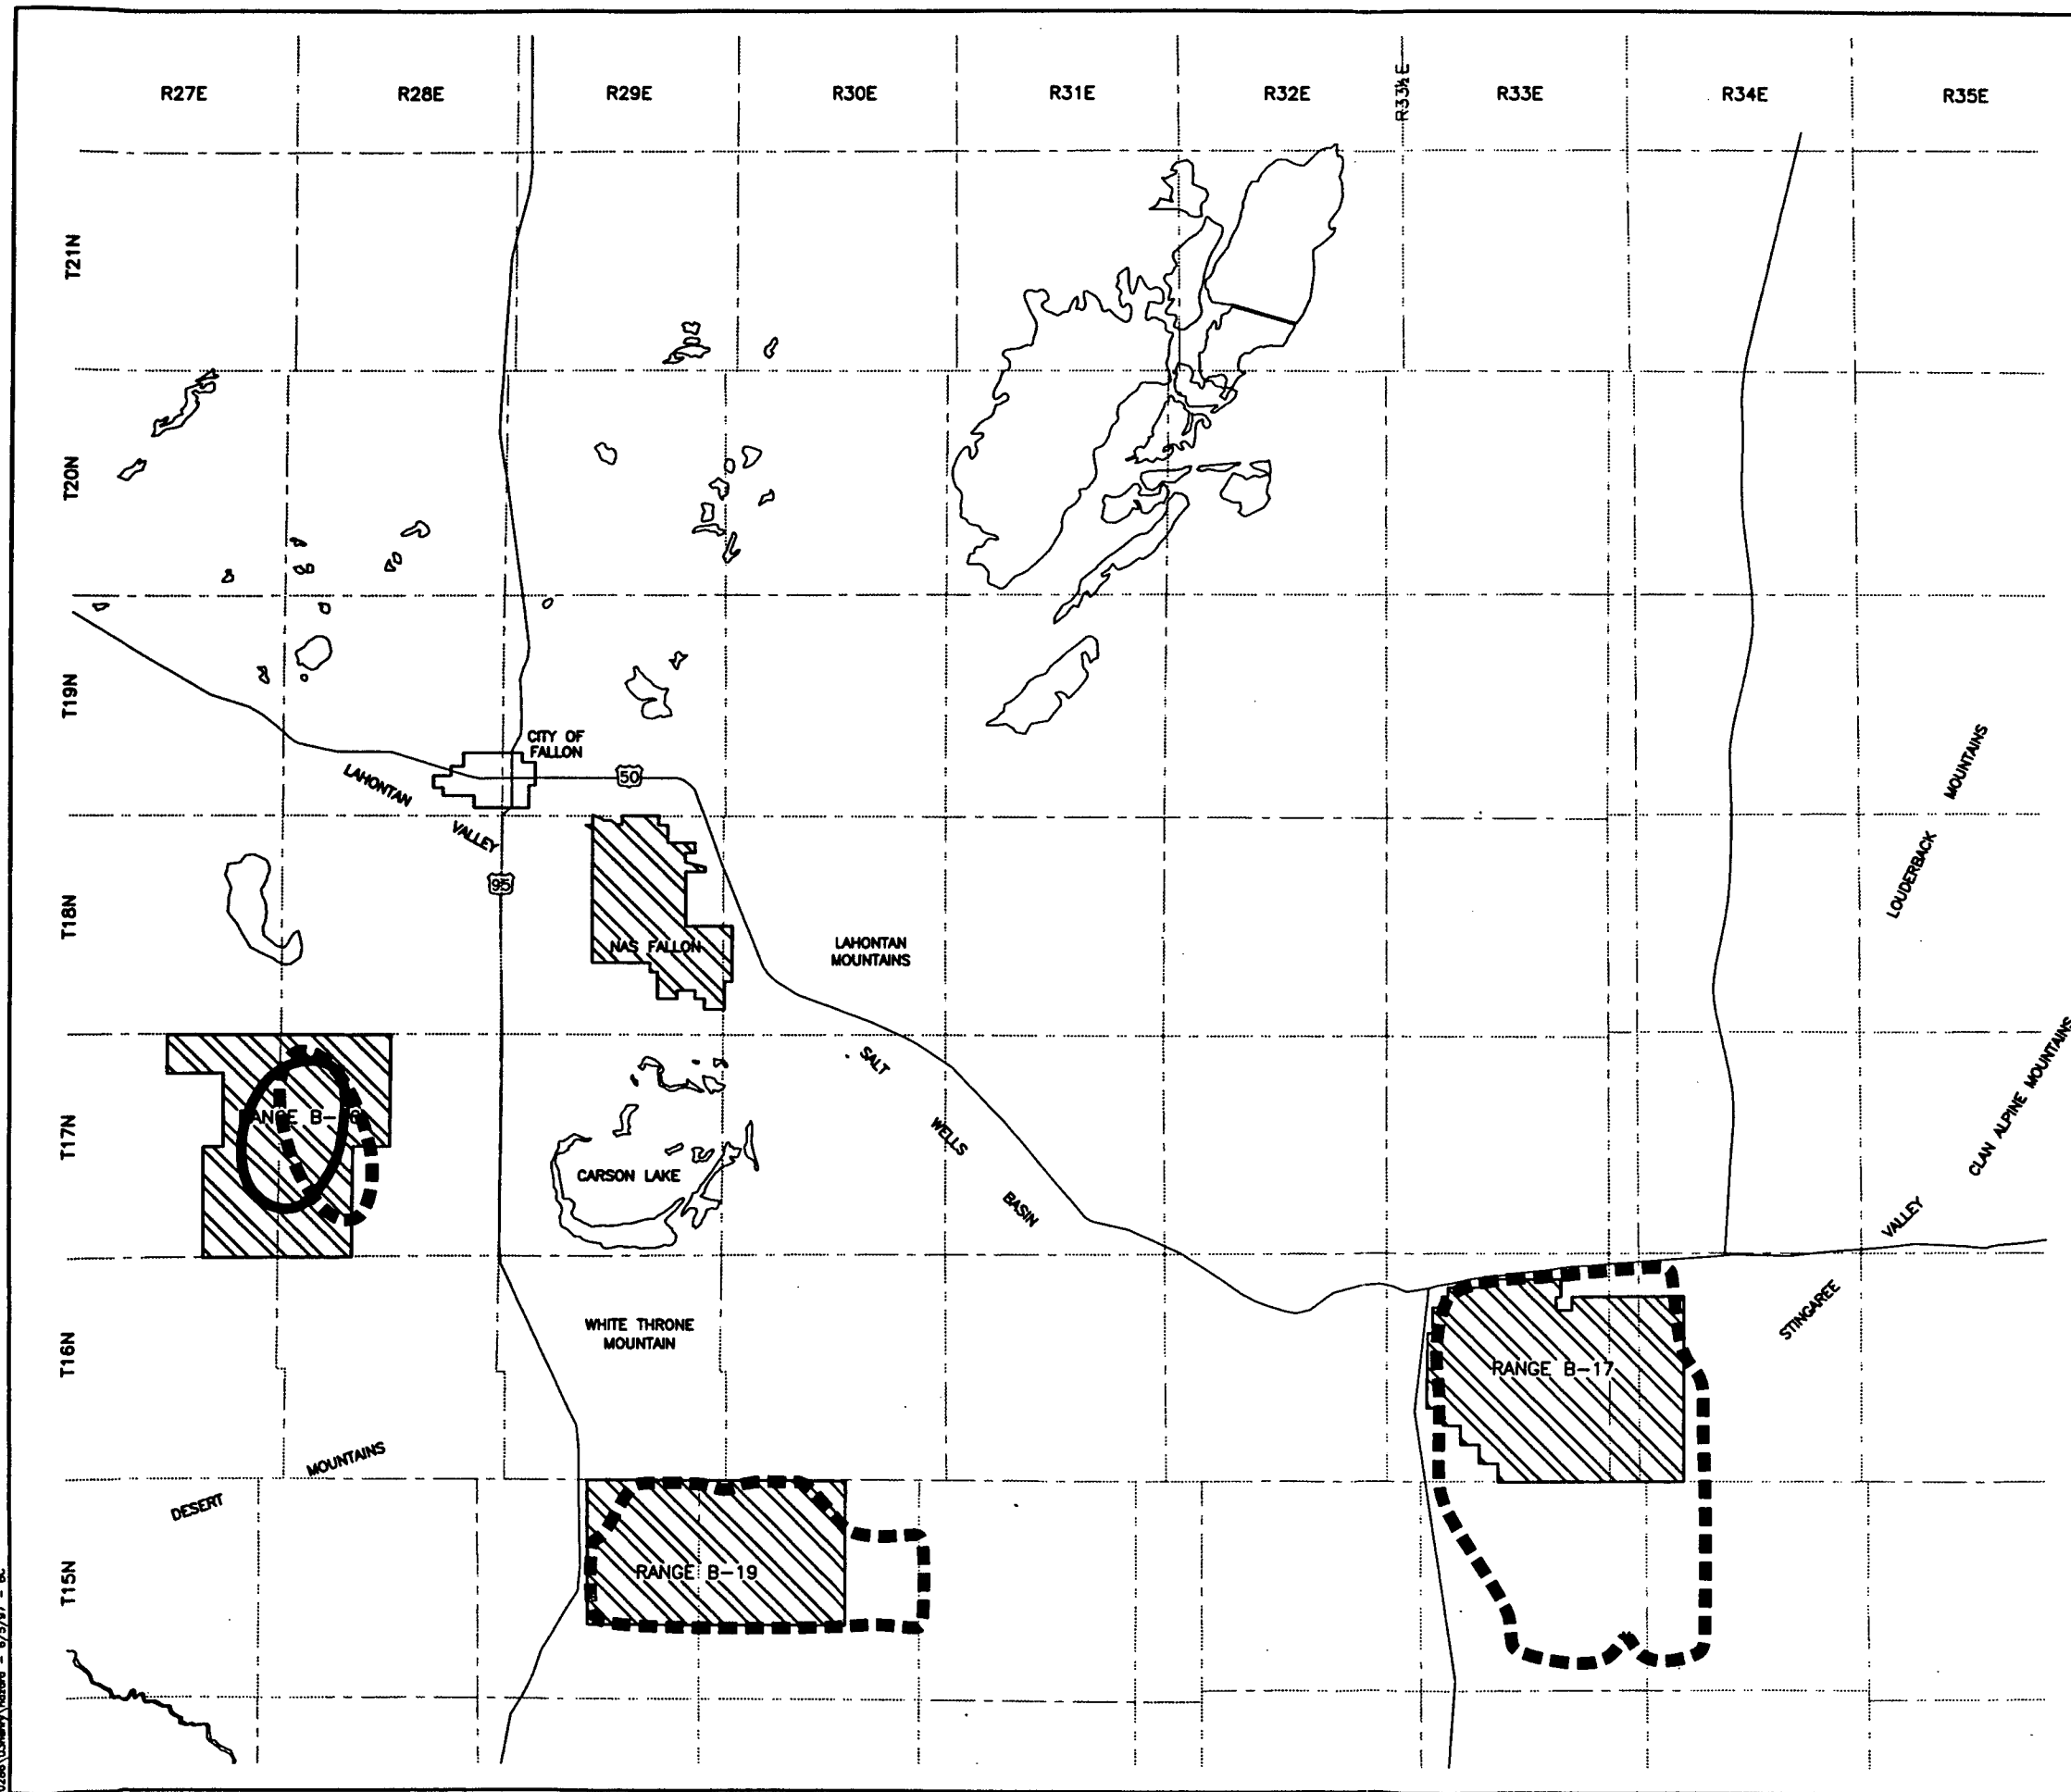 R27E
R28E
R29E
R30E
R31E
R32E
R33½E
R33E
R34E
R35E
T21N
T20N
T19N
CITY OF
FALLON
50
LAHONTAN
VALLEY
MOUNTAINS
LOUDERBACK
95
T18N
NAS FALLON
LAHONTAN
MOUNTAINS
SALT
WELLS
BASIN
CLAN ALPINE MOUNTAINS
T17N
CARSON LAKE
VALLEY
STINGAREE
T16N
WHITE THRONE
MOUNTAIN
RANGE B-17
MOUNTAINS
DESERT
T15N
RANGE B-19